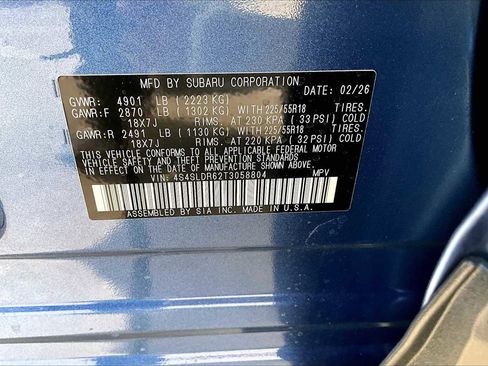 MFD BY SUBARU CORPORATION DATE: 02/26
GVWR: 4901 LB (2223 KG)
GAWR:F 2870 LB (1302 KG) WITH 225/55R18 TIRES.
18X7J RIMS. AT 230 KPA (33 PSI) COLD
GAWR:R 2491 LB (1130 KG) WITH 225/55R18 TIRES.
18X7J RIMS. AT 220 KPA (32 PSI) COLD
THIS VEHICLE CONFORMS TO ALL APPLICABLE FEDERAL MOTOR
VEHICLE SAFETY AND THEFT PREVENTION STANDARDS
IN EFFECT ON THE DATE OF MANUFACTURE SHOWN ABOVE.
VIN: 4S4SLDR62T3058804 MPV
ASSEMBLED BY SIA INC. MADE IN U.S.A.